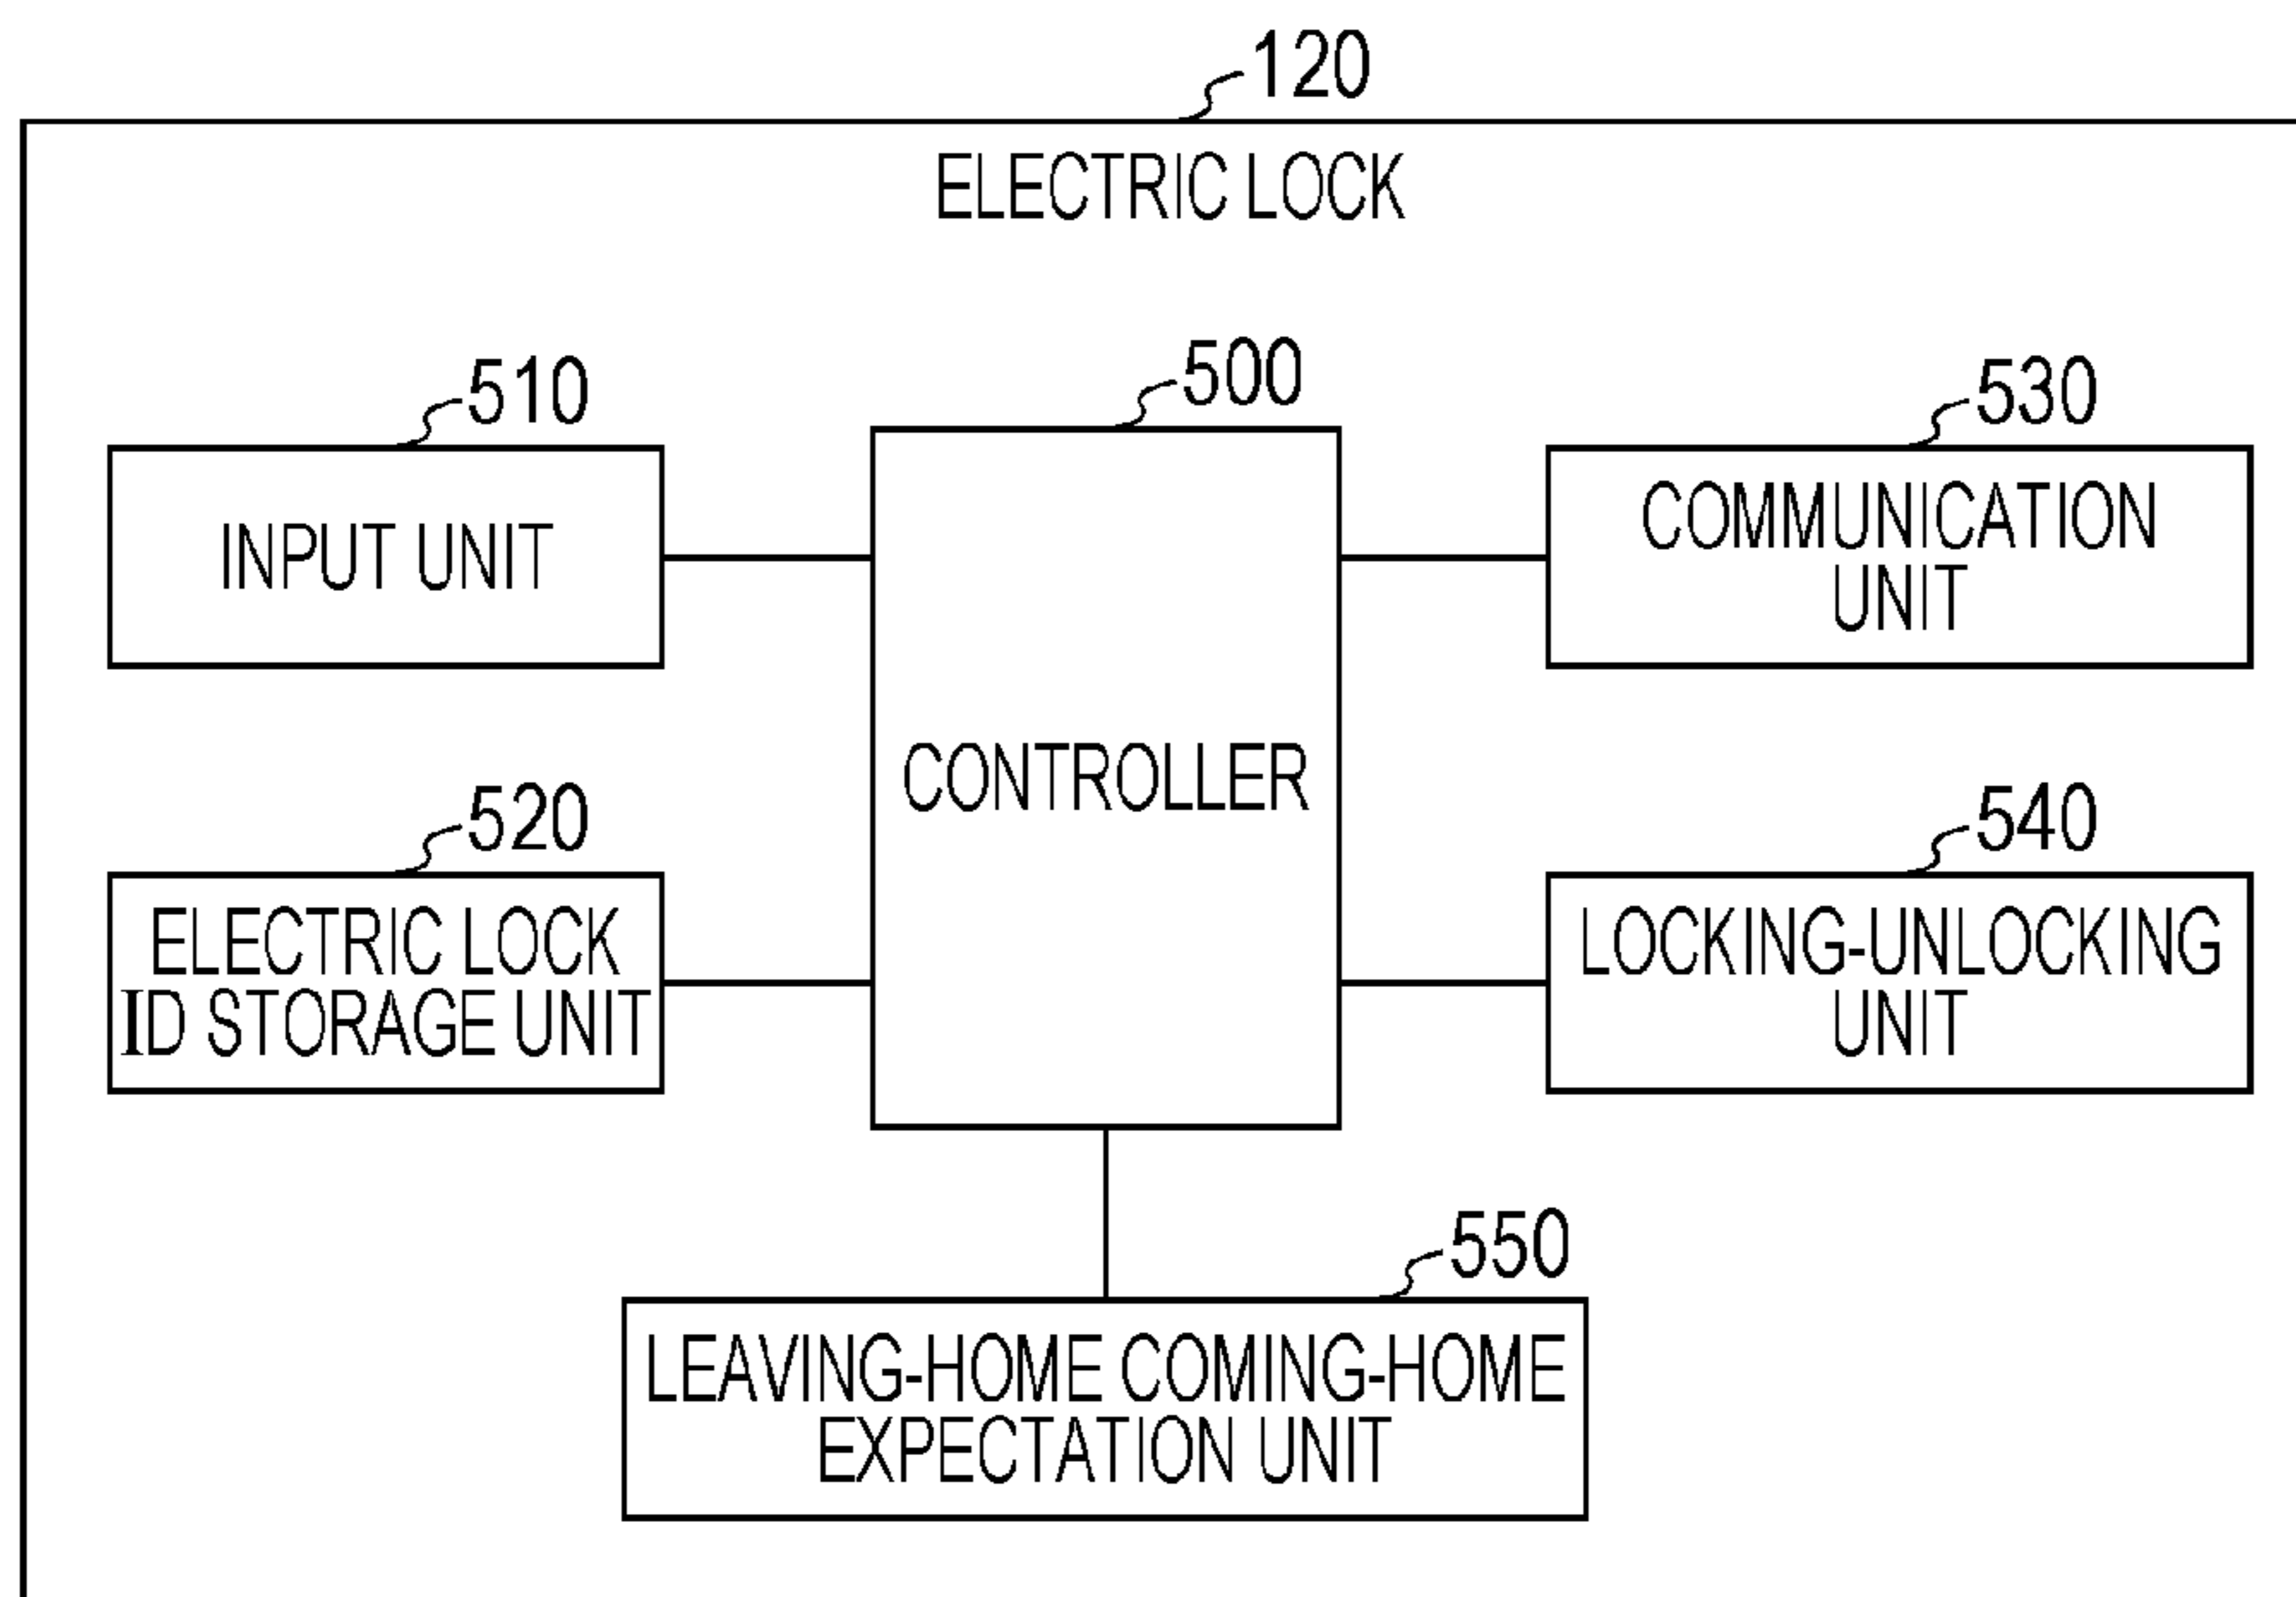 120
ELECTRIC LOCK
510
500
530
INPUT UNIT
COMMUNICATION
UNIT
CONTROLLER
520
540
ELECTRIC LOCK
ID STORAGE UNIT
LOCKING-UNLOCKING
UNIT
550
LEAVING-HOME COMING-HOME
EXPECTATION UNIT